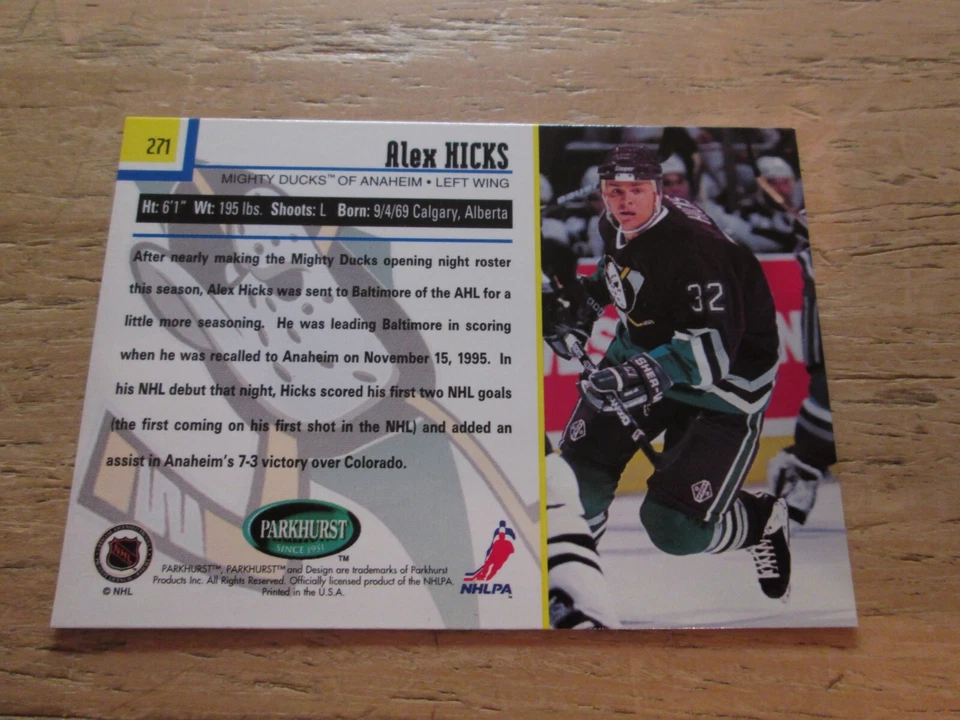 271
Alex HICKS
MIGHTY DUCKS™ OF ANAHEIM • LEFT WING
Ht: 6'1" Wt: 195 lbs. Shoots: L Born: 9/4/69 Calgary, Alberta
After nearly making the Mighty Ducks opening night roster
this season, Alex Hicks was sent to Baltimore of the AHL for a
little more seasoning. He was leading Baltimore in scoring
when he was recalled to Anaheim on November 15, 1995. In
his NHL debut that night, Hicks scored his first two NHL goals
(the first coming on his first shot in the NHL) and added an
assist in Anaheim's 7-3 victory over Colorado.
PARKHURST
SINCE 1951
™
NHL
© NHL
PARKHURST™, PARKHURST™ and Design are trademarks of Parkhurst
Products Inc. All Rights Reserved. Officially licensed product of the NHLPA.
Printed in the U.S.A.
NHLPA™
32
SHER-